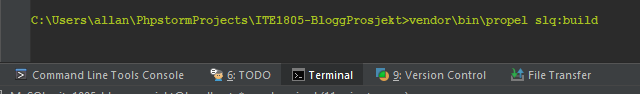 C:\Users\allan\PhpstormProjects\ITE1805-BloggProsjekt>vendor\bin\propel slq:build
Command Line Tools Console 6: TODO Terminal 9: Version Control File Transfer